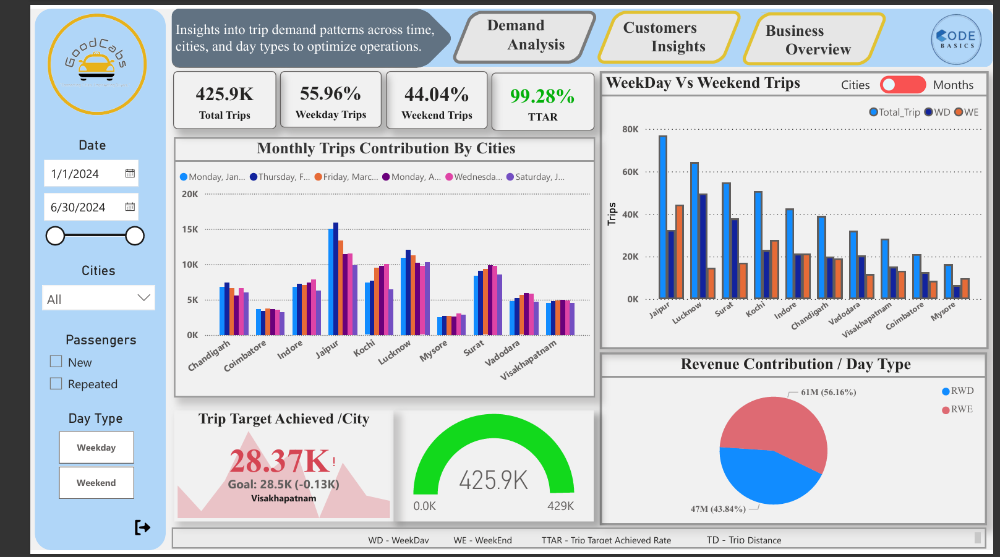 GoodCabs
Insights into trip demand patterns across time,
cities, and day types to optimize operations.
Demand
Analysis
Customers
Insights
Business
Overview
CODE
BASICS
Date
1/1/2024
6/30/2024
Cities
All
Passengers
New
Repeated
Day Type
Weekday
Weekend
425.9K
Total Trips
55.96%
Weekday Trips
44.04%
Weekend Trips
99.28%
TTAR
Monthly Trips Contribution By Cities
Monday, Jan... Thursday, F... Friday, Marc... Monday, A... Wednesda... Saturday, J...
20K
15K
10K
5K
0K
Chandigarh Coimbatore Indore Jaipur Kochi Lucknow Mysore Surat Vadodara Visakhapatnam
WeekDay Vs Weekend Trips
Cities Months
Total_Trip WD WE
Trips
80K
60K
40K
20K
0K
Jaipur Lucknow Surat Kochi Indore Chandigarh Vadodara Visakhapatnam Coimbatore Mysore
Trip Target Achieved /City
28.37K!
Goal: 28.5K (-0.13K)
Visakhapatnam
425.9K
0.0K 429K
Revenue Contribution / Day Type
61M (56.16%)
RWD
RWE
47M (43.84%)
WD - WeekDay WE - WeekEnd TTAR - Trip Target Achieved Rate TD - Trip Distance